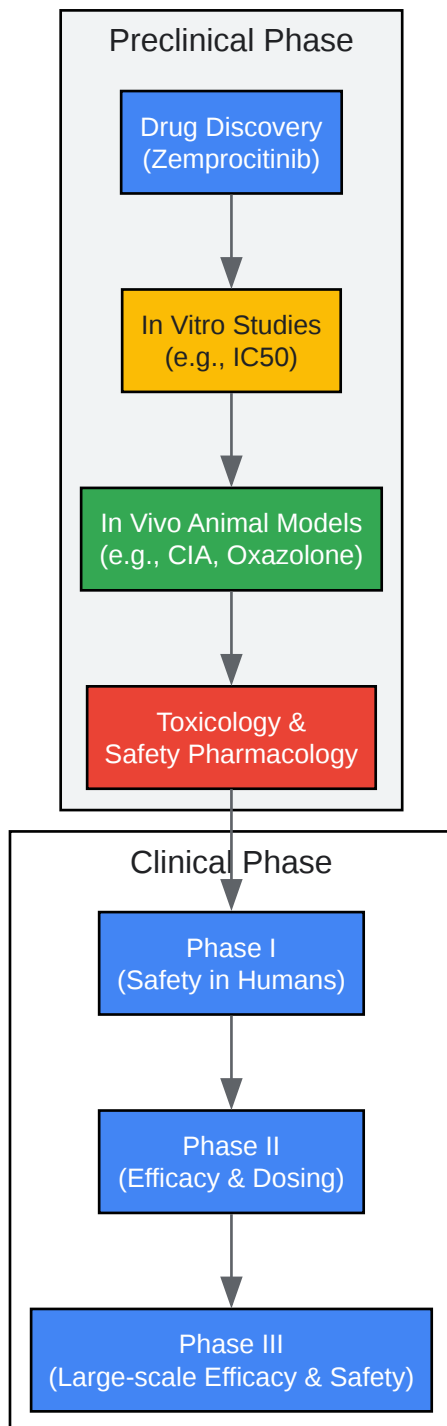 Preclinical Phase
Drug Discovery
(Zemprocitinib)
In Vitro Studies
(e.g., IC50)
In Vivo Animal Models
(e.g., CIA, Oxazolone)
Toxicology &
Safety Pharmacology
Clinical Phase
Phase I
(Safety in Humans)
Phase II
(Efficacy & Dosing)
Phase III
(Large-scale Efficacy & Safety)